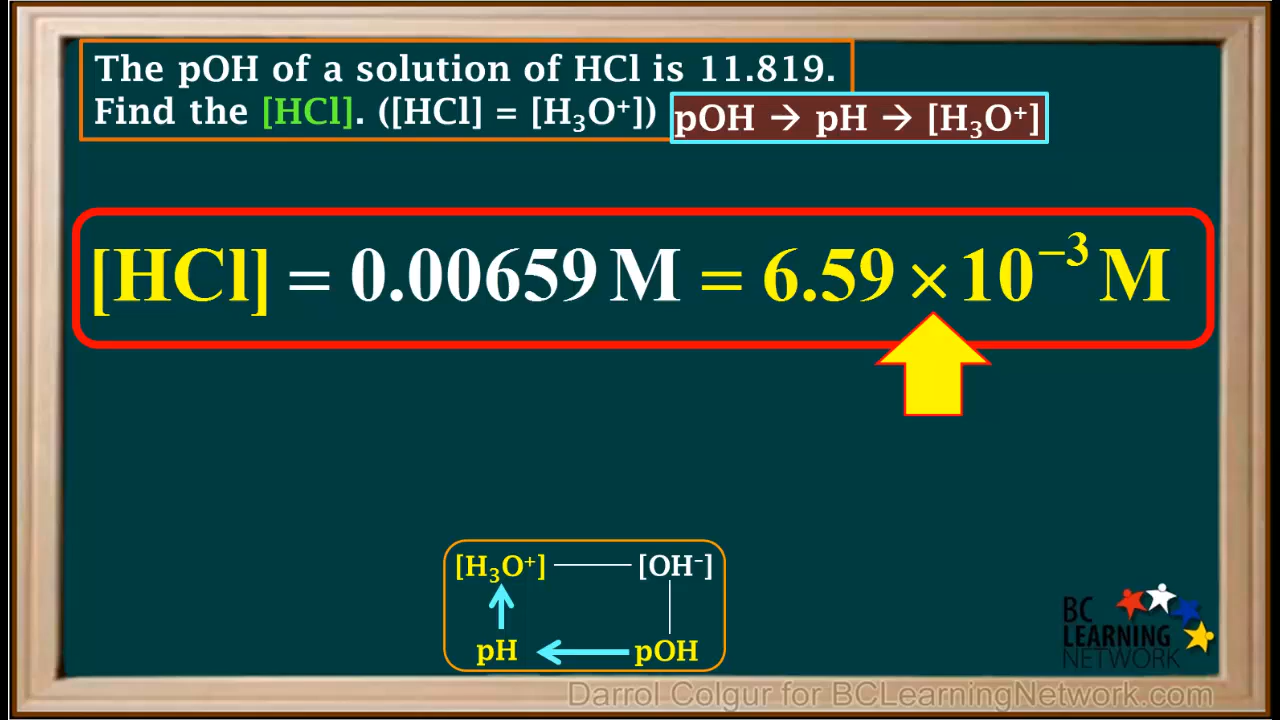 The pOH of a solution of HCl is 11.819.
Find the [HCl]. ([HCl] = [H₃O⁺]) pOH → pH → [H₃O⁺]
[HCl] = 0.00659 M = 6.59 × 10⁻³ M
[H₃O⁺] [OH⁻]
pH pOH
BC
LEARNING
NETWORK
Darrol Colgur for BCLearningNetwork.com